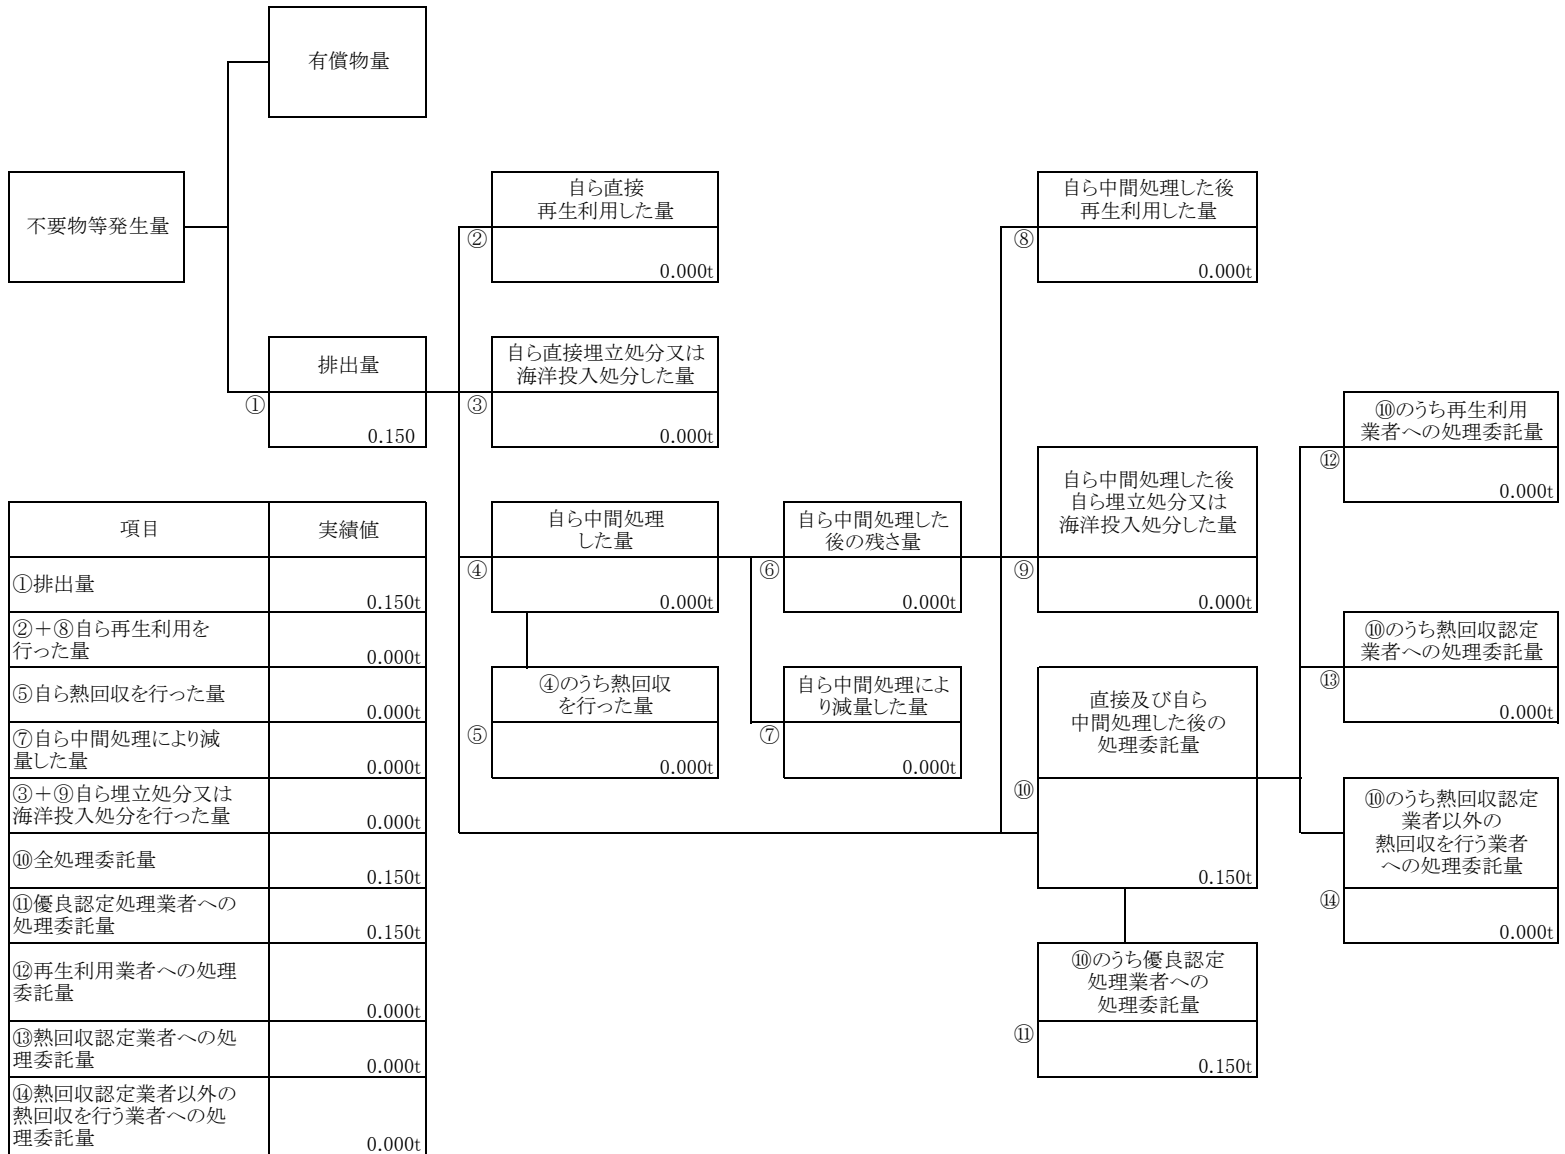 有償物量
不要物等発生量
排出量
①
0.150
自ら直接
再生利用した量
②
0.000t
自ら直接埋立処分又は
海洋投入処分した量
③
0.000t
自ら中間処理
した量
④
0.000t
④のうち熱回収
を行った量
⑤
0.000t
自ら中間処理した
後の残さ量
⑥
0.000t
自ら中間処理によ
り減量した量
⑦
0.000t
自ら中間処理した後
再生利用した量
⑧
0.000t
自ら中間処理した後
自ら埋立処分又は
海洋投入処分した量
⑨
0.000t
直接及び自ら
中間処理した後の
処理委託量
⑩
0.150t
⑩のうち優良認定
処理業者への
処理委託量
⑪
0.150t
⑩のうち再生利用
業者への処理委託量
⑫
0.000t
⑩のうち熱回収認定
業者への処理委託量
⑬
0.000t
⑩のうち熱回収認定
業者以外の
熱回収を行う業者
への処理委託量
⑭
0.000t
項目 実績値
①排出量
0.150t
②＋⑧自ら再生利用を
行った量
0.000t
⑤自ら熱回収を行った量
0.000t
⑦自ら中間処理により減
量した量
0.000t
③＋⑨自ら埋立処分又は
海洋投入処分を行った量
0.000t
⑩全処理委託量
0.150t
⑪優良認定処理業者への
処理委託量
0.150t
⑫再生利用業者への処理
委託量
0.000t
⑬熱回収認定業者への処
理委託量
0.000t
⑭熱回収認定業者以外の
熱回収を行う業者への処
理委託量
0.000t